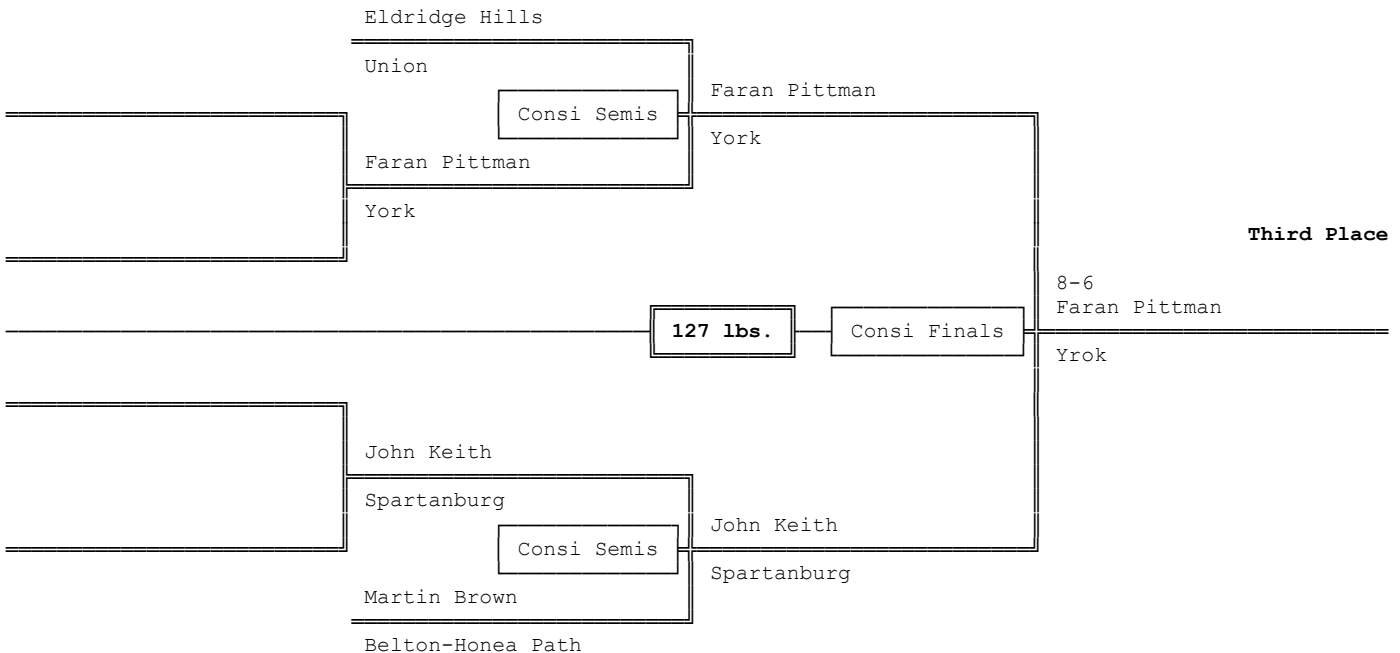 Eldridge Hills
Union
Consi Semis
Faran Pittman
York
Faran Pittman
York
Third Place
8-6
Faran Pittman
127 lbs.
Consi Finals
Yrok
John Keith
Spartanburg
Consi Semis
John Keith
Spartanburg
Martin Brown
Belton-Honea Path